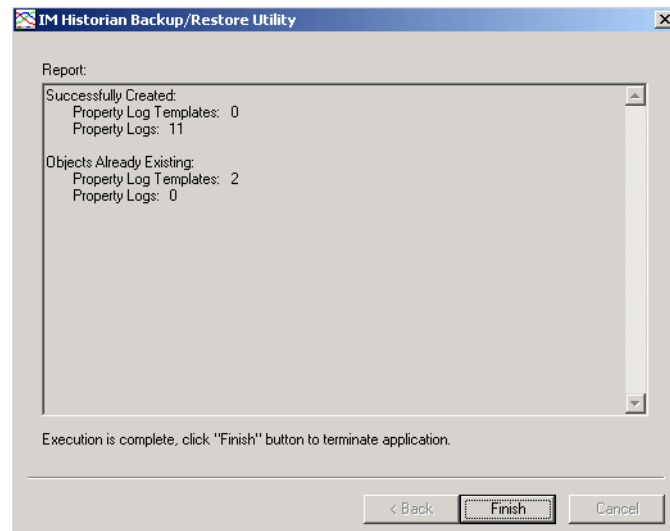 IM Historian Backup/Restore Utility
Report:
Successfully Created:
Property Log Templates: 0
Property Logs: 11
Objects Already Existing:
Property Log Templates: 2
Property Logs: 0
Execution is complete, click "Finish" button to terminate application.
< Back Finish Cancel